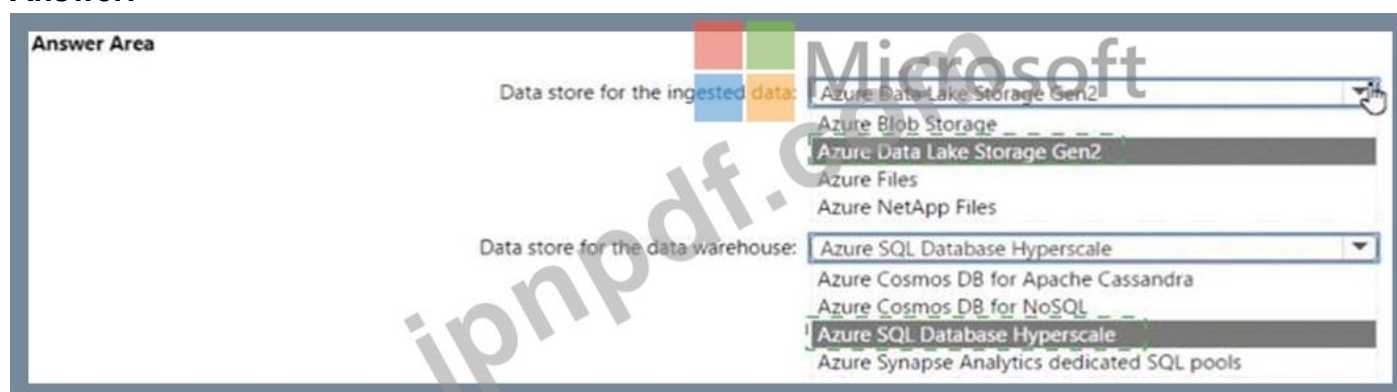 Answer Area
Microsoft
Data store for the ingested data: Azure Data Lake Storage Gen2
Azure Blob Storage
Azure Data Lake Storage Gen2
Azure Files
Azure NetApp Files
Data store for the data warehouse: Azure SQL Database Hyperscale
Azure Cosmos DB for Apache Cassandra
Azure Cosmos DB for NoSQL
Azure SQL Database Hyperscale
Azure Synapse Analytics dedicated SQL pools
jpnpdf.com